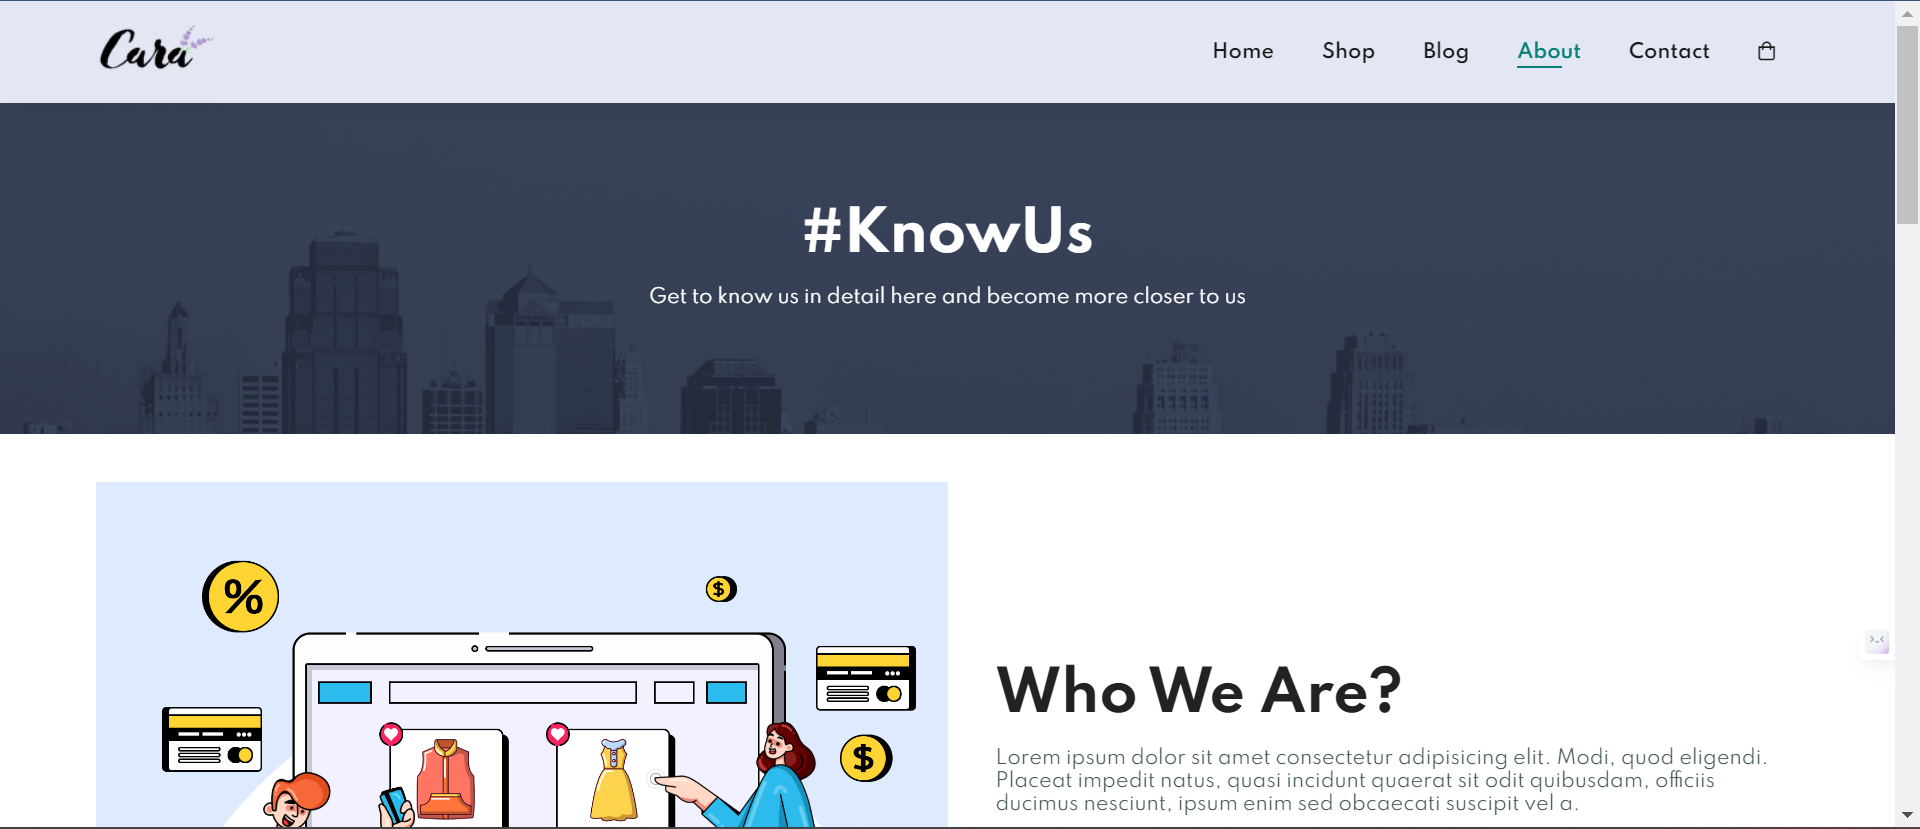 Cara
Home Shop Blog About Contact
#KnowUs
Get to know us in detail here and become more closer to us
%
$
$
Who We Are?
Lorem ipsum dolor sit amet consectetur adipisicing elit. Modi, quod eligendi.
Placeat impedit natus, quasi incidunt quaerat sit odit quibusdam, officiis
ducimus nesciunt, ipsum enim sed obcaecati suscipit vel a.